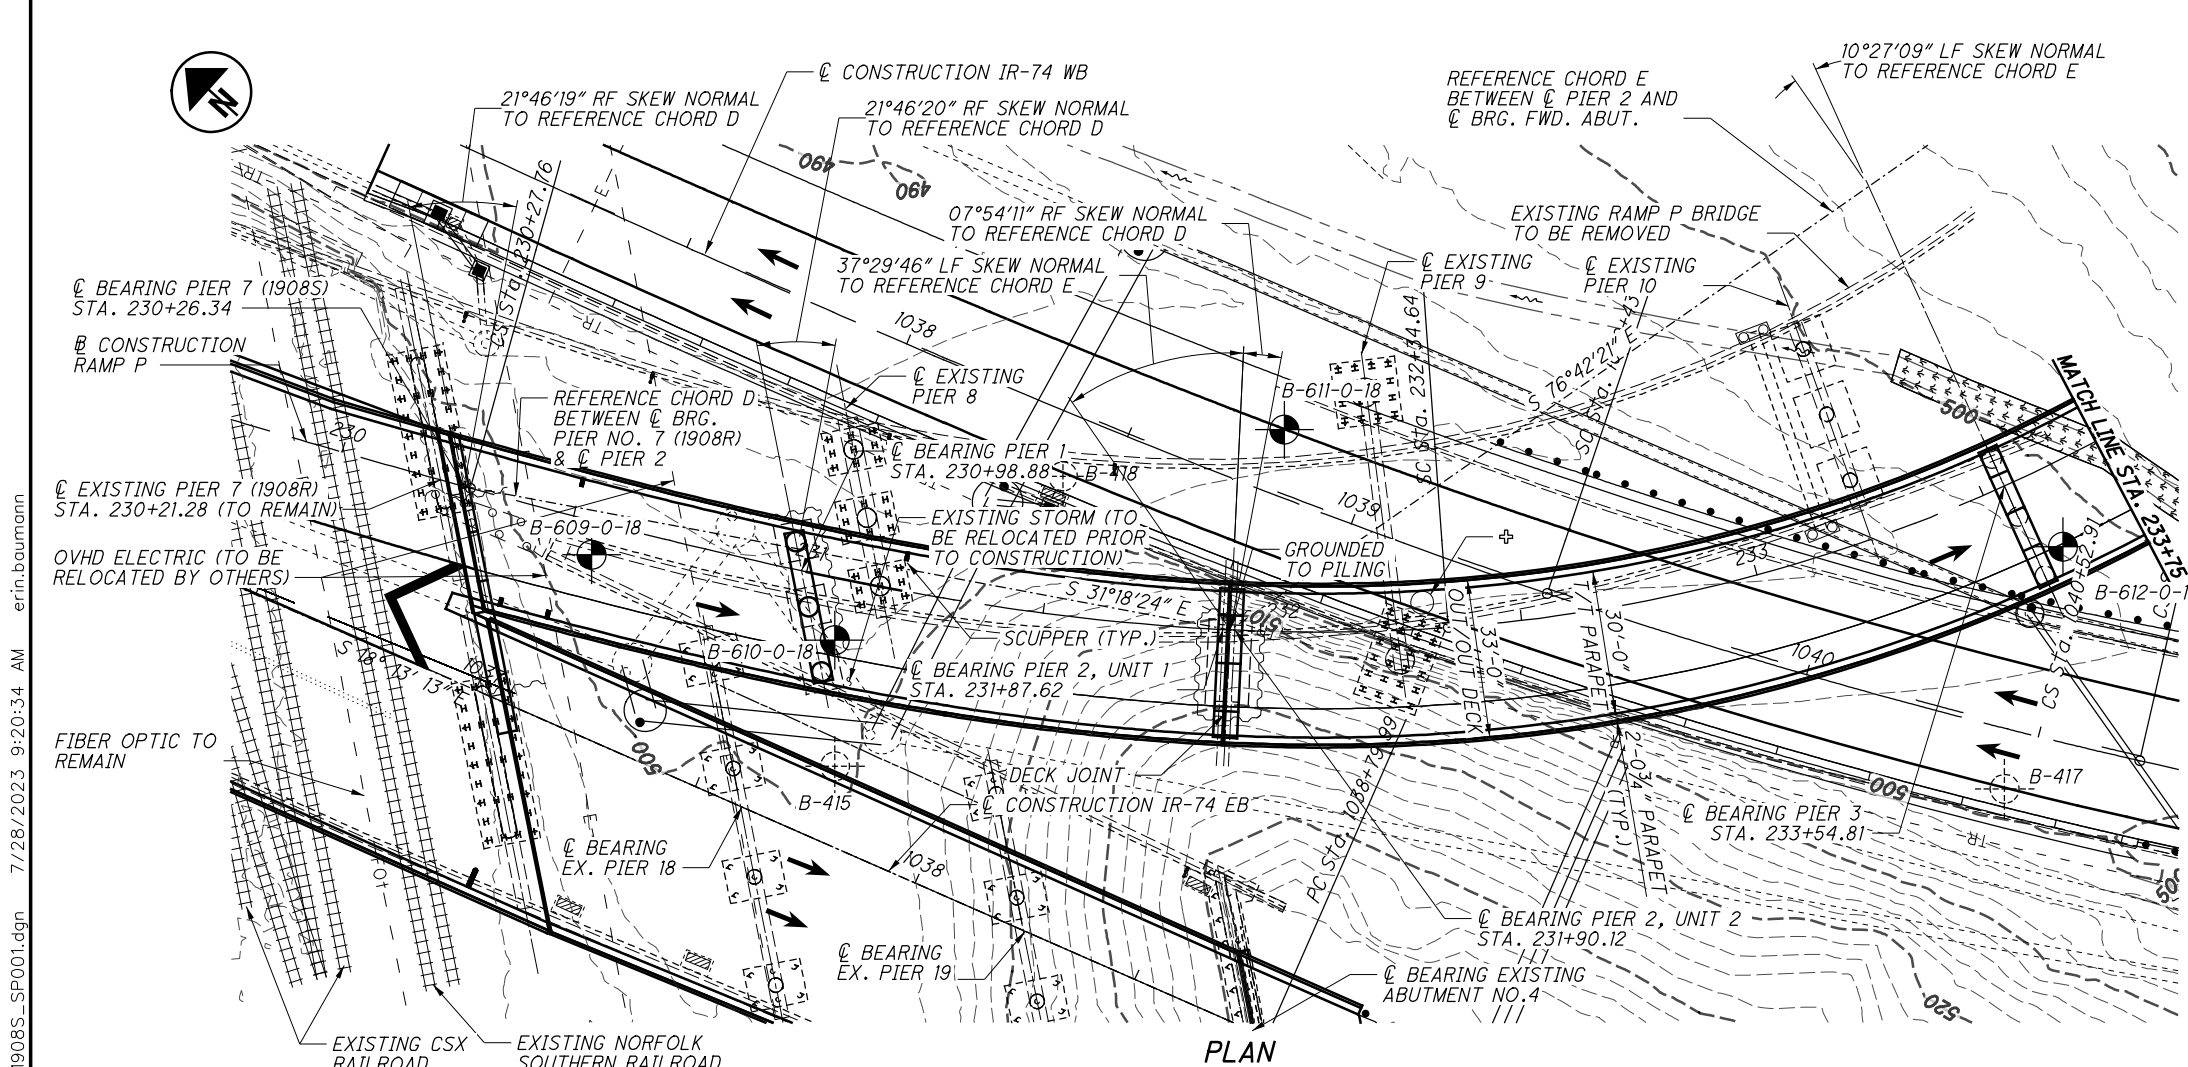 N
℄ CONSTRUCTION IR-74 WB
21°46'19" RF SKEW NORMAL
TO REFERENCE CHORD D
21°46'20" RF SKEW NORMAL
TO REFERENCE CHORD D
REFERENCE CHORD E
BETWEEN ℄ PIER 2 AND
℄ BRG. FWD. ABUT.
10°27'09" LF SKEW NORMAL
TO REFERENCE CHORD E
490
490
TR
E
CS Sta. 230+27.76
07°54'11" RF SKEW NORMAL
TO REFERENCE CHORD D
37°29'46" LF SKEW NORMAL
TO REFERENCE CHORD E
EXISTING RAMP P BRIDGE
TO BE REMOVED
℄ EXISTING
PIER 9
℄ EXISTING
PIER 10
℄ BEARING PIER 7 (1908S)
STA. 230+26.34
TR
1038
SC Sta. 232+34.64
S 76°42'21" E
B CONSTRUCTION
RAMP P
℄ EXISTING
PIER 8
B-611-0-18
REFERENCE CHORD D
BETWEEN ℄ BRG.
PIER NO. 7 (1908R)
& ℄ PIER 2
230
500
MATCH LINE STA. 233+75
℄ BEARING PIER 1
STA. 230+98.88
B-418
℄ EXISTING PIER 7 (1908R)
STA. 230+21.28 (TO REMAIN)
1039
B-609-0-18
EXISTING STORM (TO
BE RELOCATED PRIOR
TO CONSTRUCTION)
GROUNDED
TO PILING
233
OVHD ELECTRIC (TO BE
RELOCATED BY OTHERS)
S 31°18'24" E
510
B-612-0-1
SCUPPER (TYP.)
B-610-0-18
℄ BEARING PIER 2, UNIT 1
STA. 231+87.62
33'-0"
OUT/OUT DECK
30'-0"
T/T PARAPET
1040
S 18° 13' 13"
FIBER OPTIC TO
REMAIN
500
DECK JOINT
B-415
℄ CONSTRUCTION IR-74 EB
PC Sta. 1038+79.99
2'-0¾" PARAPET
(TYP.)
500
B-417
℄ BEARING PIER 3
STA. 233+54.81
TR
℄ BEARING
EX. PIER 18
E
1038
℄ BEARING PIER 2, UNIT 2
STA. 231+90.12
℄ BEARING
EX. PIER 19
℄ BEARING EXISTING
ABUTMENT NO.4
520
EXISTING CSX
RAILROAD
EXISTING NORFOLK
SOUTHERN RAILROAD
PLAN
1908S_SP001.dgn 7/28/2023 9:20:34 AM erin.baumann